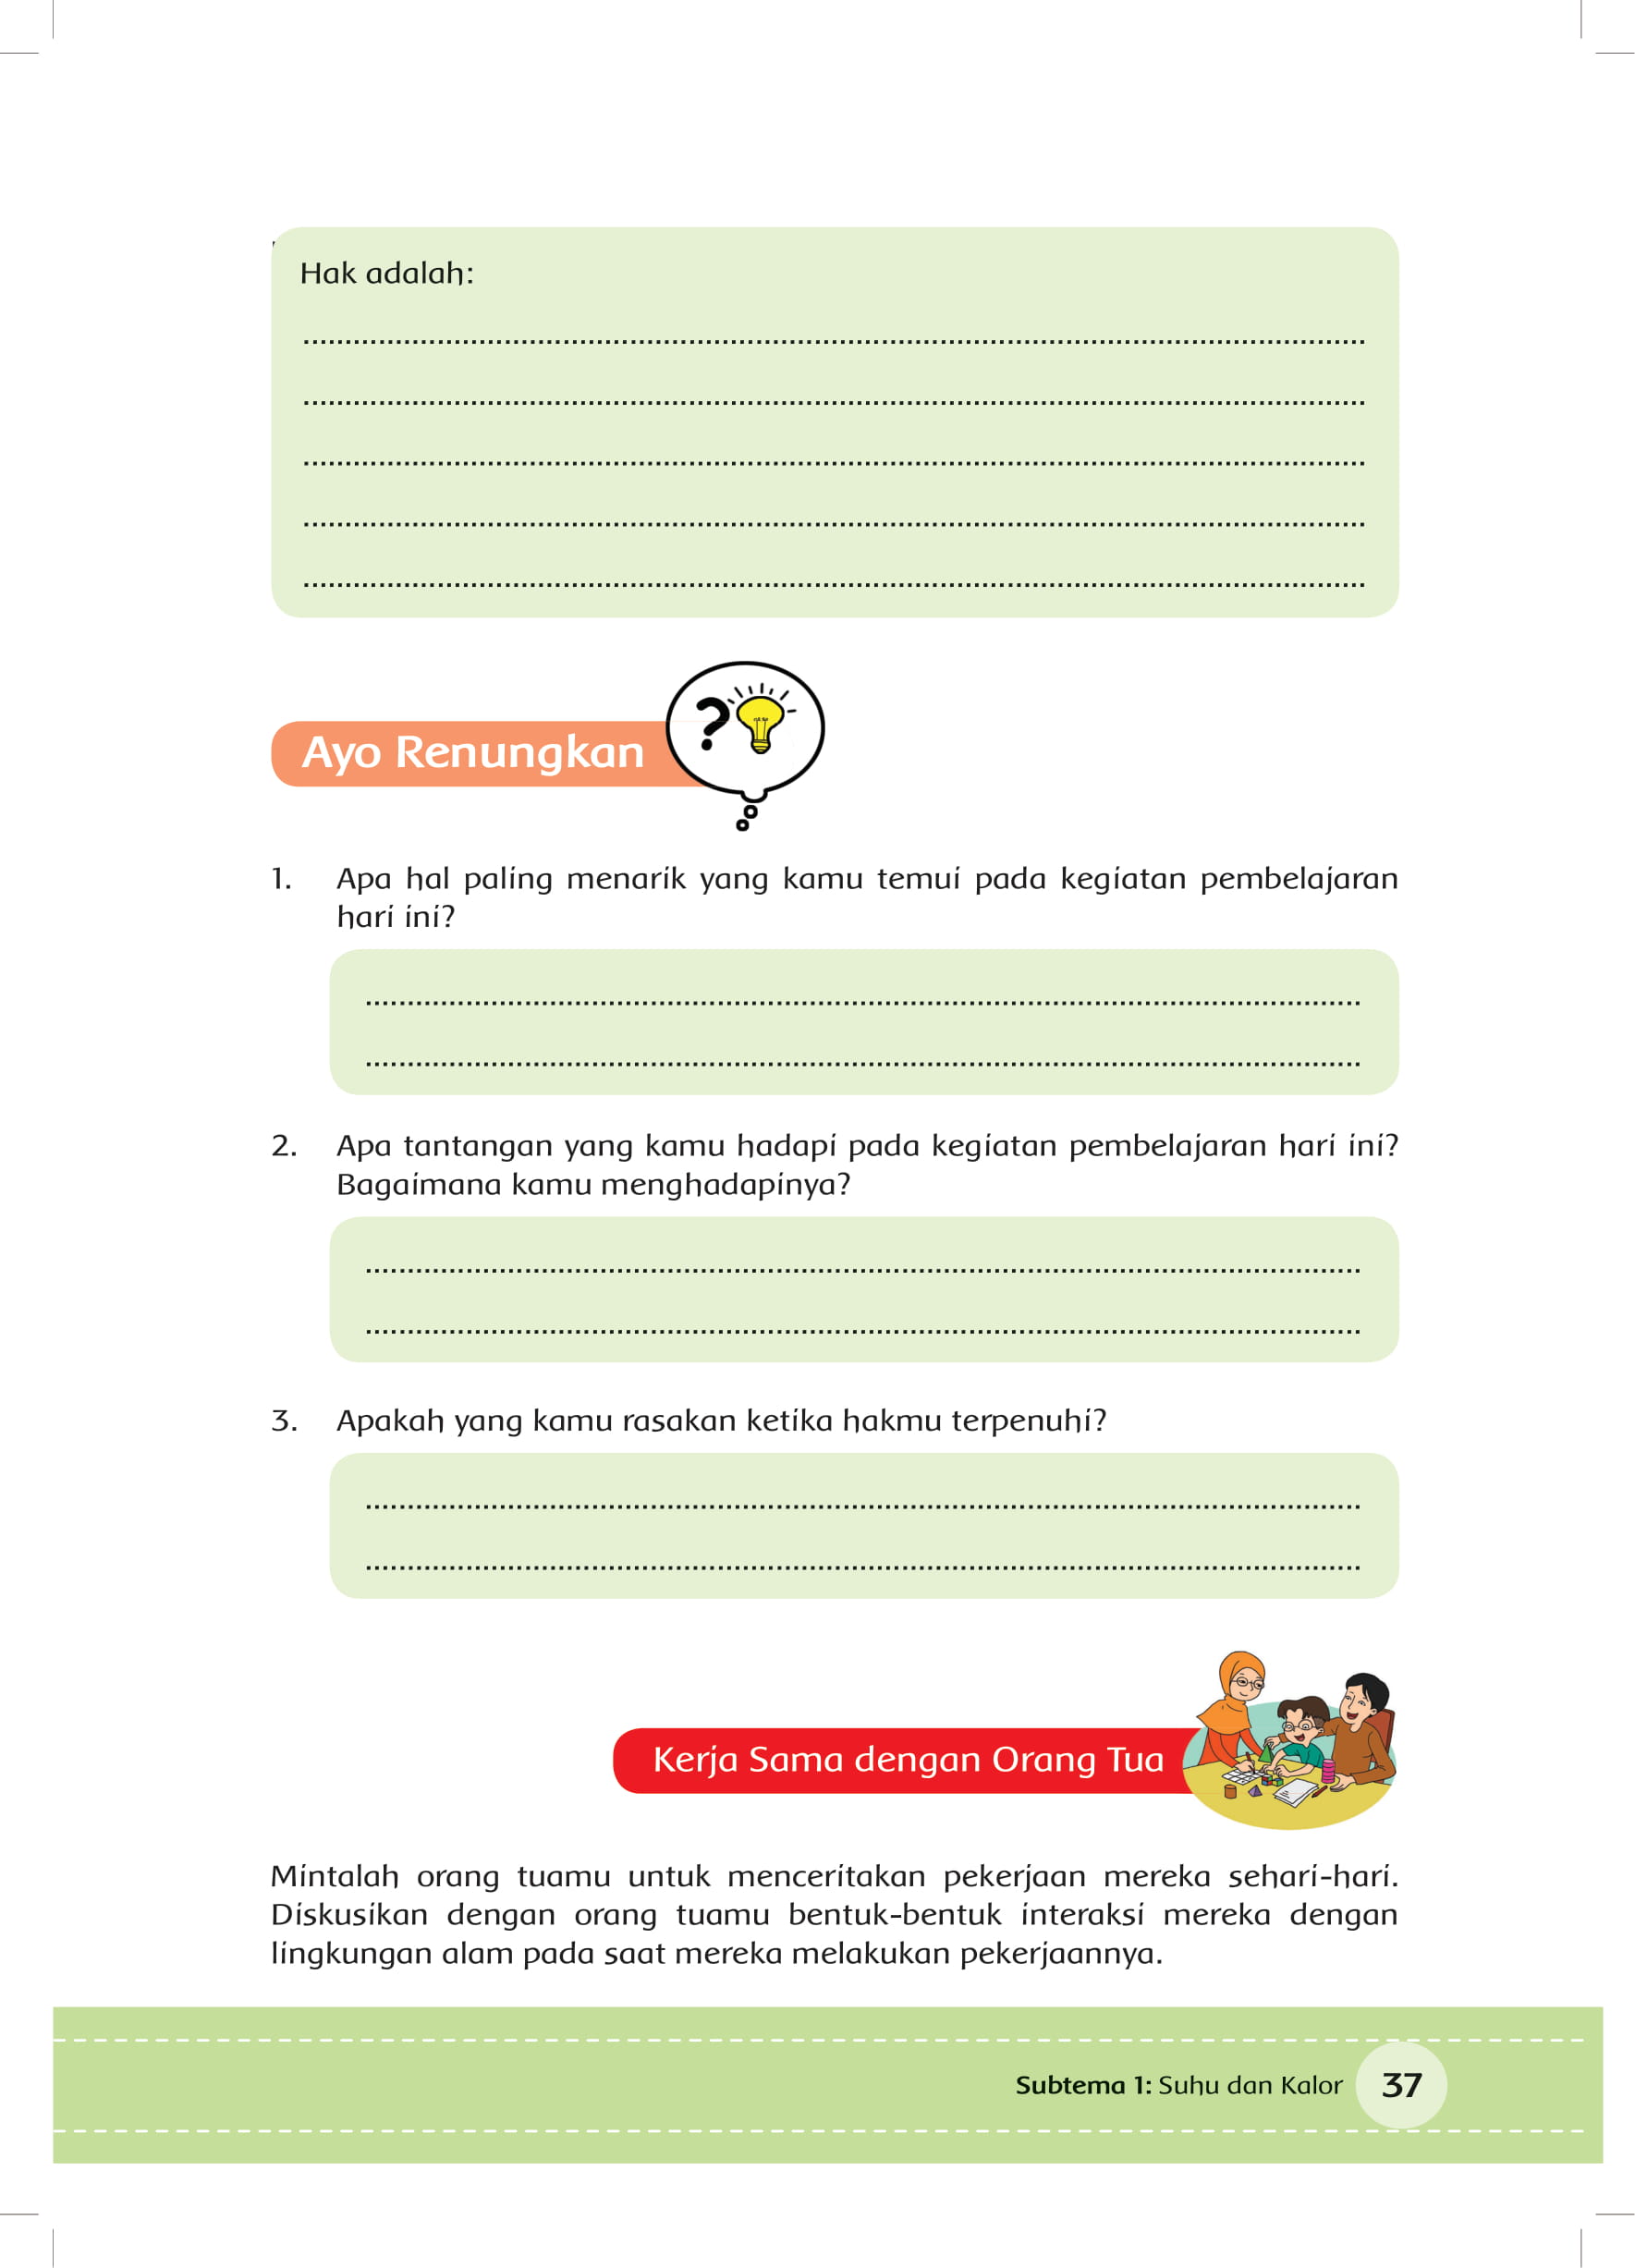 Hak adalah:
Ayo Renungkan
1. Apa hal paling menarik yang kamu temui pada kegiatan pembelajaran
hari ini?
2. Apa tantangan yang kamu hadapi pada kegiatan pembelajaran hari ini?
Bagaimana kamu menghadapinya?
3. Apakah yang kamu rasakan ketika hakmu terpenuhi?
Kerja Sama dengan Orang Tua
Mintalah orang tuamu untuk menceritakan pekerjaan mereka sehari-hari.
Diskusikan dengan orang tuamu bentuk-bentuk interaksi mereka dengan
lingkungan alam pada saat mereka melakukan pekerjaannya.
Subtema 1: Suhu dan Kalor 37